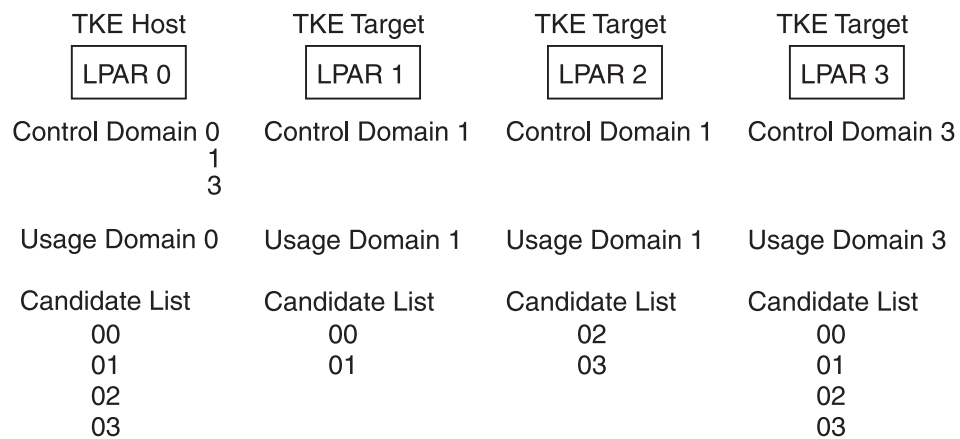 TKE Host TKE Target TKE Target TKE Target
LPAR 0 LPAR 1 LPAR 2 LPAR 3
Control Domain 0 Control Domain 1 Control Domain 1 Control Domain 3
1
3
Usage Domain 0 Usage Domain 1 Usage Domain 1 Usage Domain 3
Candidate List Candidate List Candidate List Candidate List
00 00 02 00
01 01 03 01
02 02
03 03